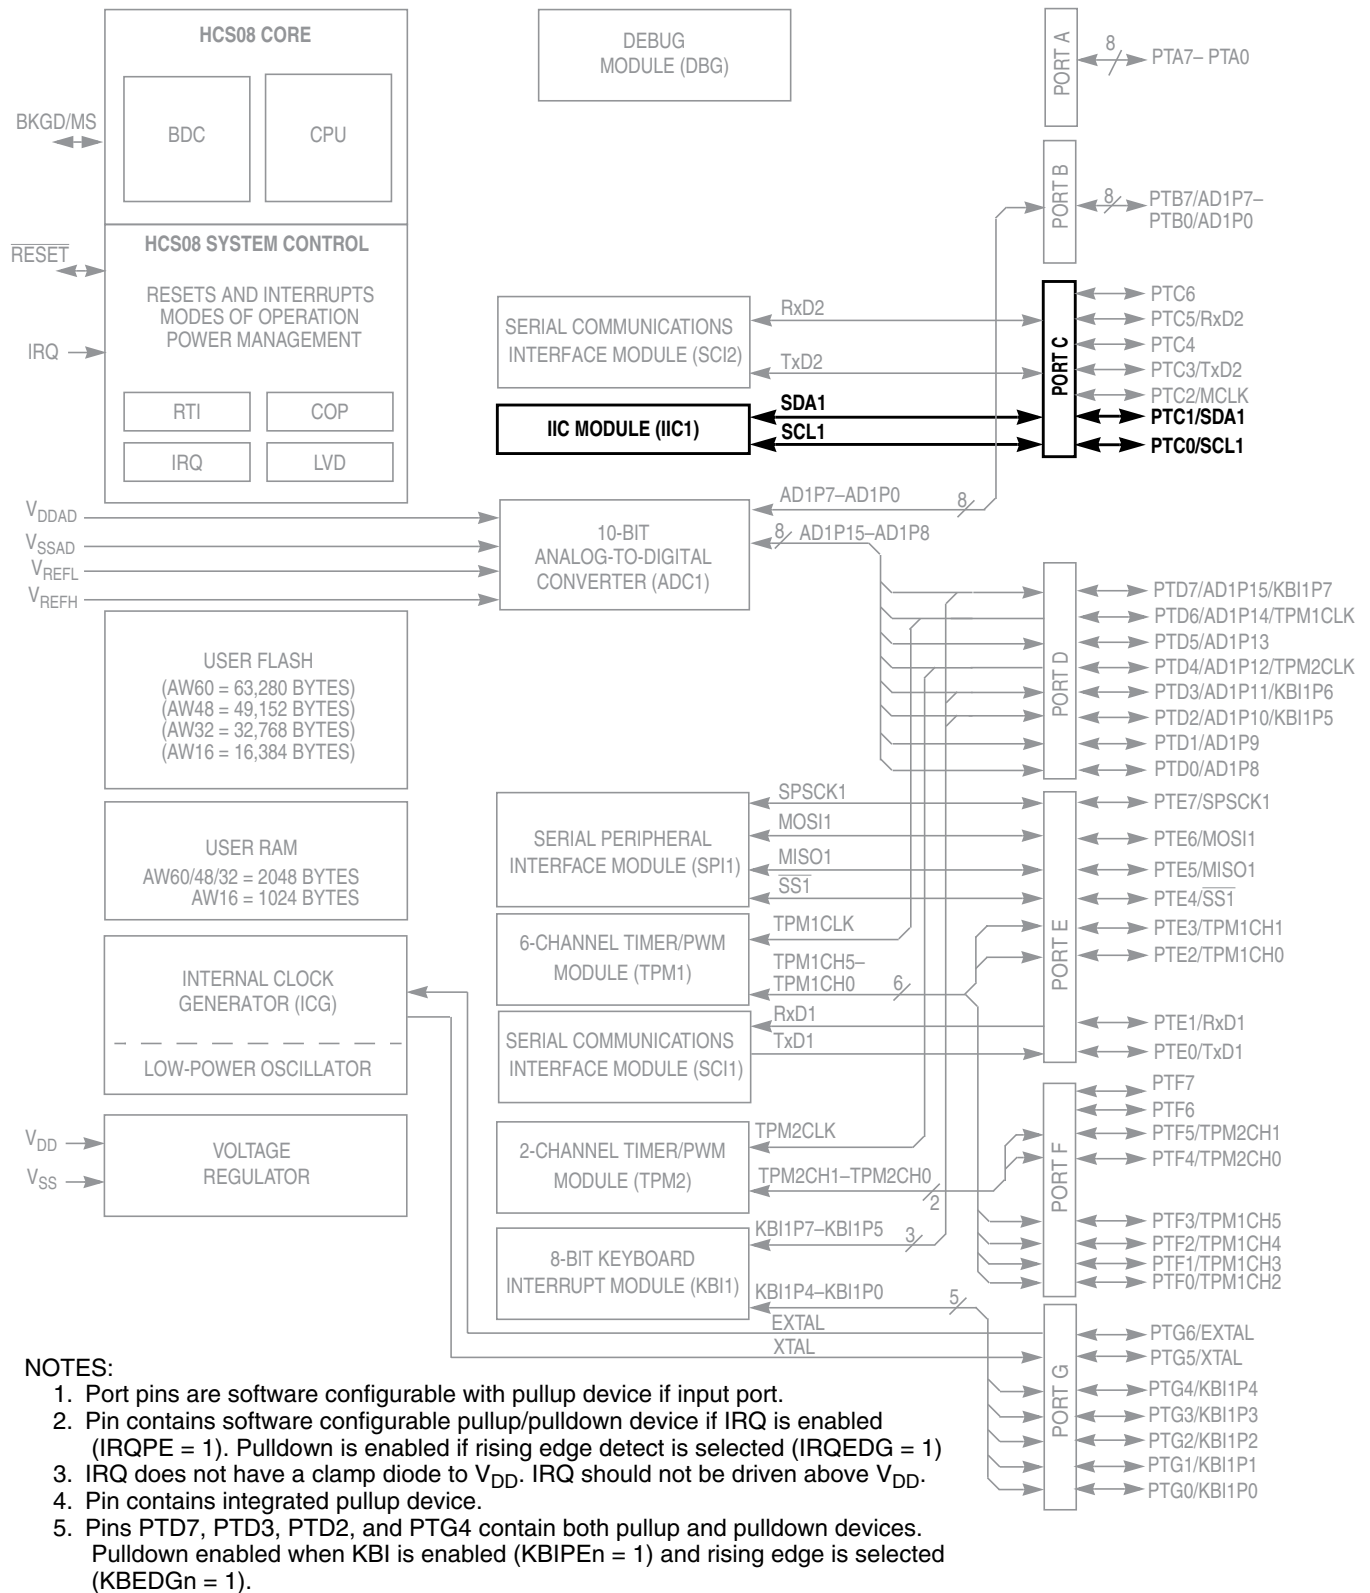 HCS08 CORE
BDC
CPU
BKGD/MS
HCS08 SYSTEM CONTROL
RESET
RESETS AND INTERRUPTS
MODES OF OPERATION
POWER MANAGEMENT
IRQ
RTI
COP
IRQ
LVD
VDDAD
VSSAD
VREFL
VREFH
USER FLASH
(AW60 = 63,280 BYTES)
(AW48 = 49,152 BYTES)
(AW32 = 32,768 BYTES)
(AW16 = 16,384 BYTES)
USER RAM
AW60/48/32 = 2048 BYTES
AW16 = 1024 BYTES
INTERNAL CLOCK
GENERATOR (ICG)
LOW-POWER OSCILLATOR
VDD
VSS
VOLTAGE
REGULATOR
DEBUG
MODULE (DBG)
SERIAL COMMUNICATIONS
INTERFACE MODULE (SCI2)
RxD2
TxD2
IIC MODULE (IIC1)
SDA1
SCL1
10-BIT
ANALOG-TO-DIGITAL
CONVERTER (ADC1)
AD1P7–AD1P0
8
8
AD1P15–AD1P8
SERIAL PERIPHERAL
INTERFACE MODULE (SPI1)
SPSCK1
MOSI1
MISO1
SS1
6-CHANNEL TIMER/PWM
MODULE (TPM1)
TPM1CLK
TPM1CH5–
TPM1CH0
6
SERIAL COMMUNICATIONS
INTERFACE MODULE (SCI1)
RxD1
TxD1
2-CHANNEL TIMER/PWM
MODULE (TPM2)
TPM2CLK
TPM2CH1–TPM2CH0
2
8-BIT KEYBOARD
INTERRUPT MODULE (KBI1)
KBI1P7–KBI1P5
3
KBI1P4–KBI1P0
5
EXTAL
XTAL
PORT A
8
PTA7– PTA0
PORT B
8
PTB7/AD1P7–
PTB0/AD1P0
PORT C
PTC6
PTC5/RxD2
PTC4
PTC3/TxD2
PTC2/MCLK
PTC1/SDA1
PTC0/SCL1
PORT D
PTD7/AD1P15/KBI1P7
PTD6/AD1P14/TPM1CLK
PTD5/AD1P13
PTD4/AD1P12/TPM2CLK
PTD3/AD1P11/KBI1P6
PTD2/AD1P10/KBI1P5
PTD1/AD1P9
PTD0/AD1P8
PORT E
PTE7/SPSCK1
PTE6/MOSI1
PTE5/MISO1
PTE4/SS1
PTE3/TPM1CH1
PTE2/TPM1CH0
PTE1/RxD1
PTE0/TxD1
PORT F
PTF7
PTF6
PTF5/TPM2CH1
PTF4/TPM2CH0
PTF3/TPM1CH5
PTF2/TPM1CH4
PTF1/TPM1CH3
PTF0/TPM1CH2
PORT G
PTG6/EXTAL
PTG5/XTAL
PTG4/KBI1P4
PTG3/KBI1P3
PTG2/KBI1P2
PTG1/KBI1P1
PTG0/KBI1P0
NOTES:
1. Port pins are software configurable with pullup device if input port.
2. Pin contains software configurable pullup/pulldown device if IRQ is enabled
(IRQPE = 1). Pulldown is enabled if rising edge detect is selected (IRQEDG = 1)
3. IRQ does not have a clamp diode to VDD. IRQ should not be driven above VDD.
4. Pin contains integrated pullup device.
5. Pins PTD7, PTD3, PTD2, and PTG4 contain both pullup and pulldown devices.
Pulldown enabled when KBI is enabled (KBIPEn = 1) and rising edge is selected
(KBEDGn = 1).